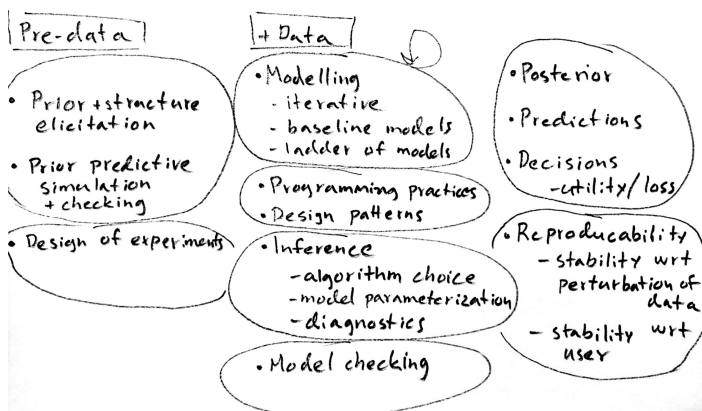 Pre-data
• Prior + structure
elicitation
• Prior predictive
simulation
+ checking
• Design of experiments
+ Data
• Modelling
- iterative
- baseline models
- ladder of models
• Programming practices
• Design patterns
• Inference
- algorithm choice
- model parameterization
- diagnostics
• Model checking
• Posterior
• Predictions
• Decisions
- utility/loss
• Reproducability
- stability wrt
perturbation of
data
- stability wrt
user